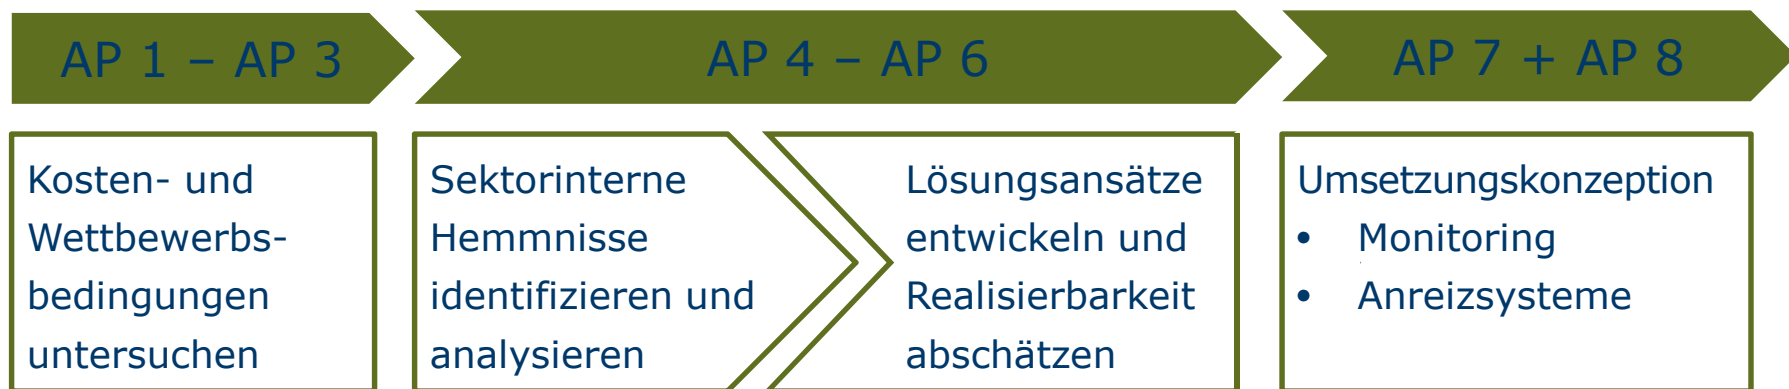 AP 1 – AP 3
AP 4 – AP 6
AP 7 + AP 8
Kosten- und
Wettbewerbs-
bedingungen
untersuchen
Sektorinterne
Hemmnisse
identifizieren und
analysieren
Lösungsansätze
entwickeln und
Realisierbarkeit
abschätzen
Umsetzungskonzeption
• Monitoring
• Anreizsysteme